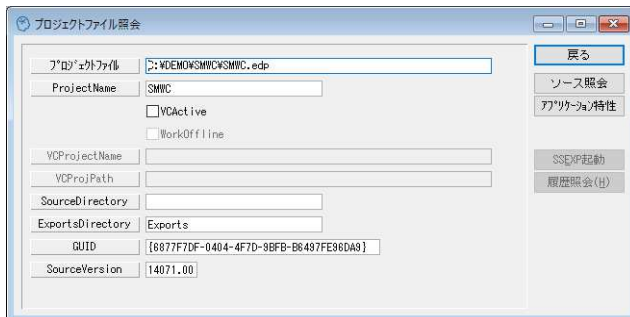 プロジェクトファイル照会
プロジェクトファイル
C:¥DEMO¥SMWC¥SMWC.edp
戻る
ProjectName
SMWC
ソース照会
VCActive
アプリケーション特性
WorkOffline
VCProjectName
SSEXP起動
VCProjPath
履歴照会(H)
SourceDirectory
ExportsDirectory
Exports
GUID
{6877F7DF-0404-4F7D-9BFB-B6497FE96DA9}
SourceVersion
14071.00